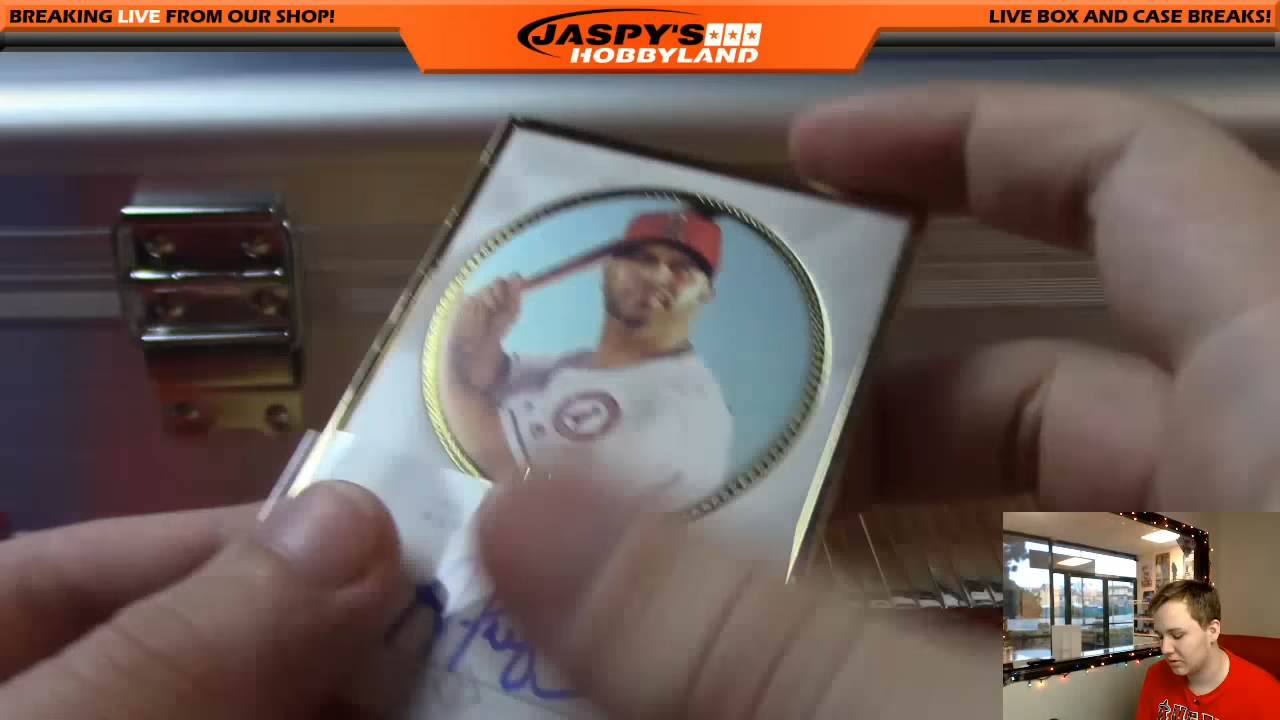 BREAKING LIVE FROM OUR SHOP!
JASPY'S
HOBBYLAND
LIVE BOX AND CASE BREAKS!